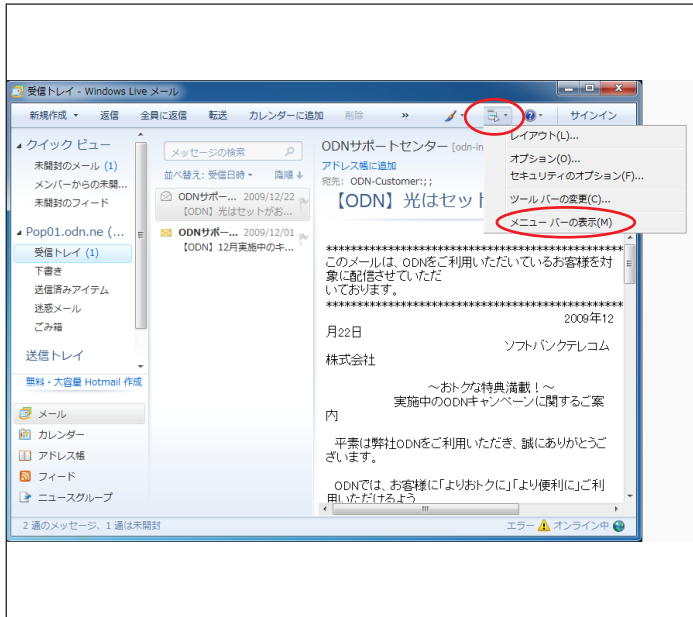 受信トレイ - Windows Live メール
新規作成 返信 全員に返信 転送 カレンダーに追加 削除 » サインイン
レイアウト(L)...
オプション(O)...
セキュリティのオプション(F)...
ツール バーの変更(C)...
メニュー バーの表示(M)
クイック ビュー
未開封のメール (1)
メンバーからの未開...
未開封のフィード
Pop01.odn.ne (...
受信トレイ (1)
下書き
送信済みアイテム
迷惑メール
ごみ箱
送信トレイ
無料・大容量 Hotmail 作成
メール
カレンダー
アドレス帳
フィード
ニュースグループ
メッセージの検索
並べ替え: 受信日時 降順
ODNサポー... 2009/12/22
【ODN】光はセットがお...
ODNサポー... 2009/12/01
【ODN】12月実施中のキ...
ODNサポートセンター [odn-in
アドレス帳に追加
宛先: ODN-Customer:;;
【ODN】光はセット
**************************************************
このメールは、ODNをご利用いただいているお客様を対
象に配信させていただ
いております。
**************************************************
2009年12
月22日
ソフトバンクテレコム
株式会社
～おトクな特典満載！～
実施中のODNキャンペーンに関するご案
内
平素は弊社ODNをご利用いただき、誠にありがとうご
ざいます。
ODNでは、お客様に「よりおトクに」「より便利に」ご利
用いただけるよう
2 通のメッセージ、1 通は未開封
エラー オンライン中